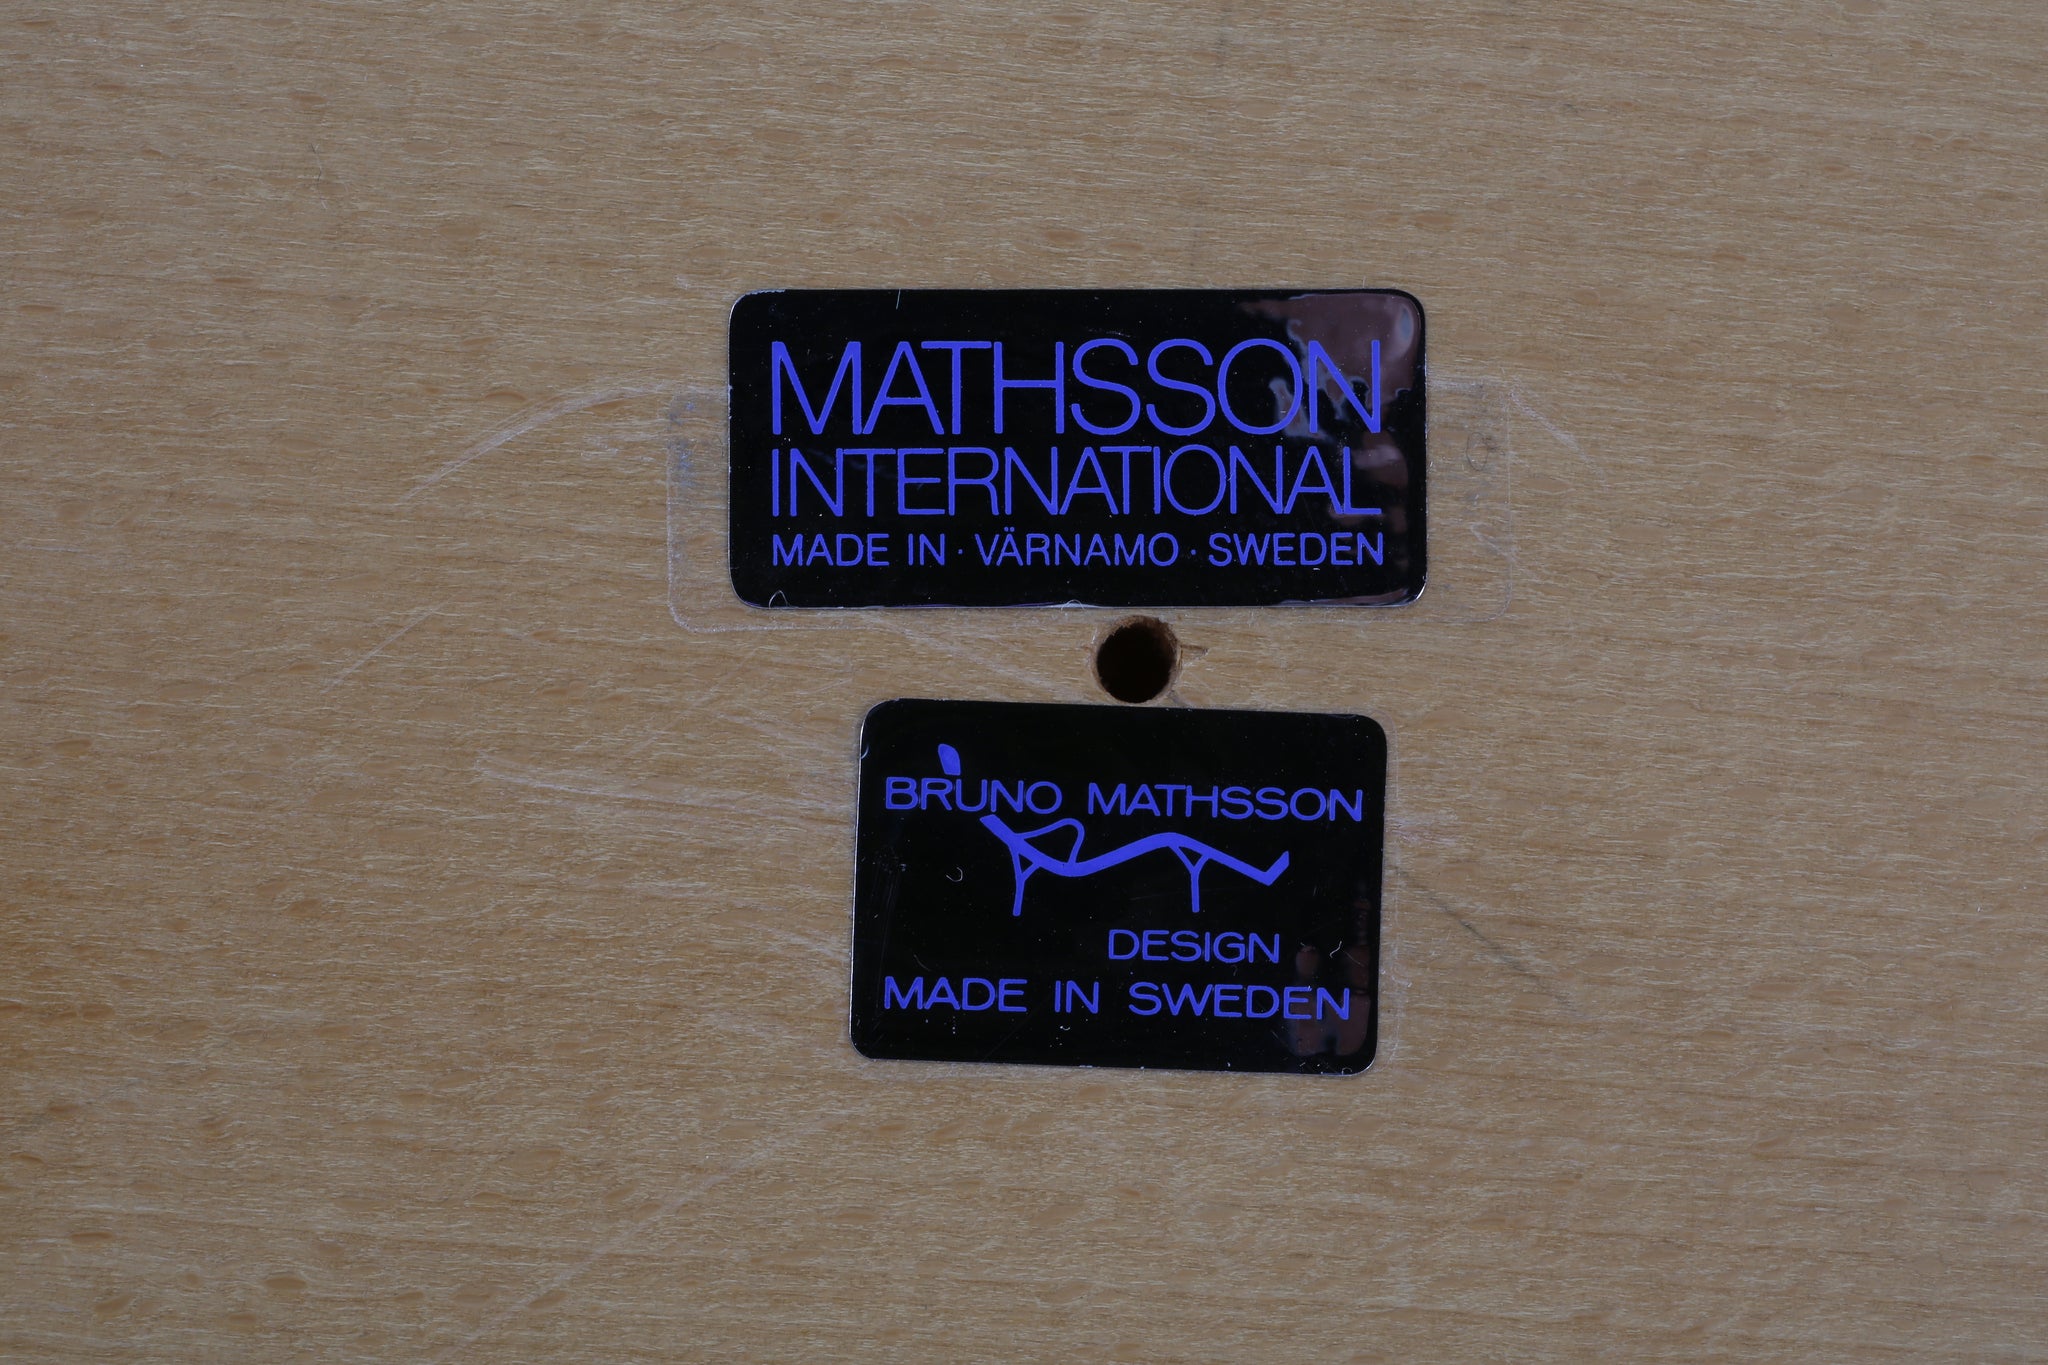 MATHSSON
INTERNATIONAL
MADE IN · VÄRNAMO · SWEDEN
BRUNO MATHSSON
DESIGN
MADE IN SWEDEN